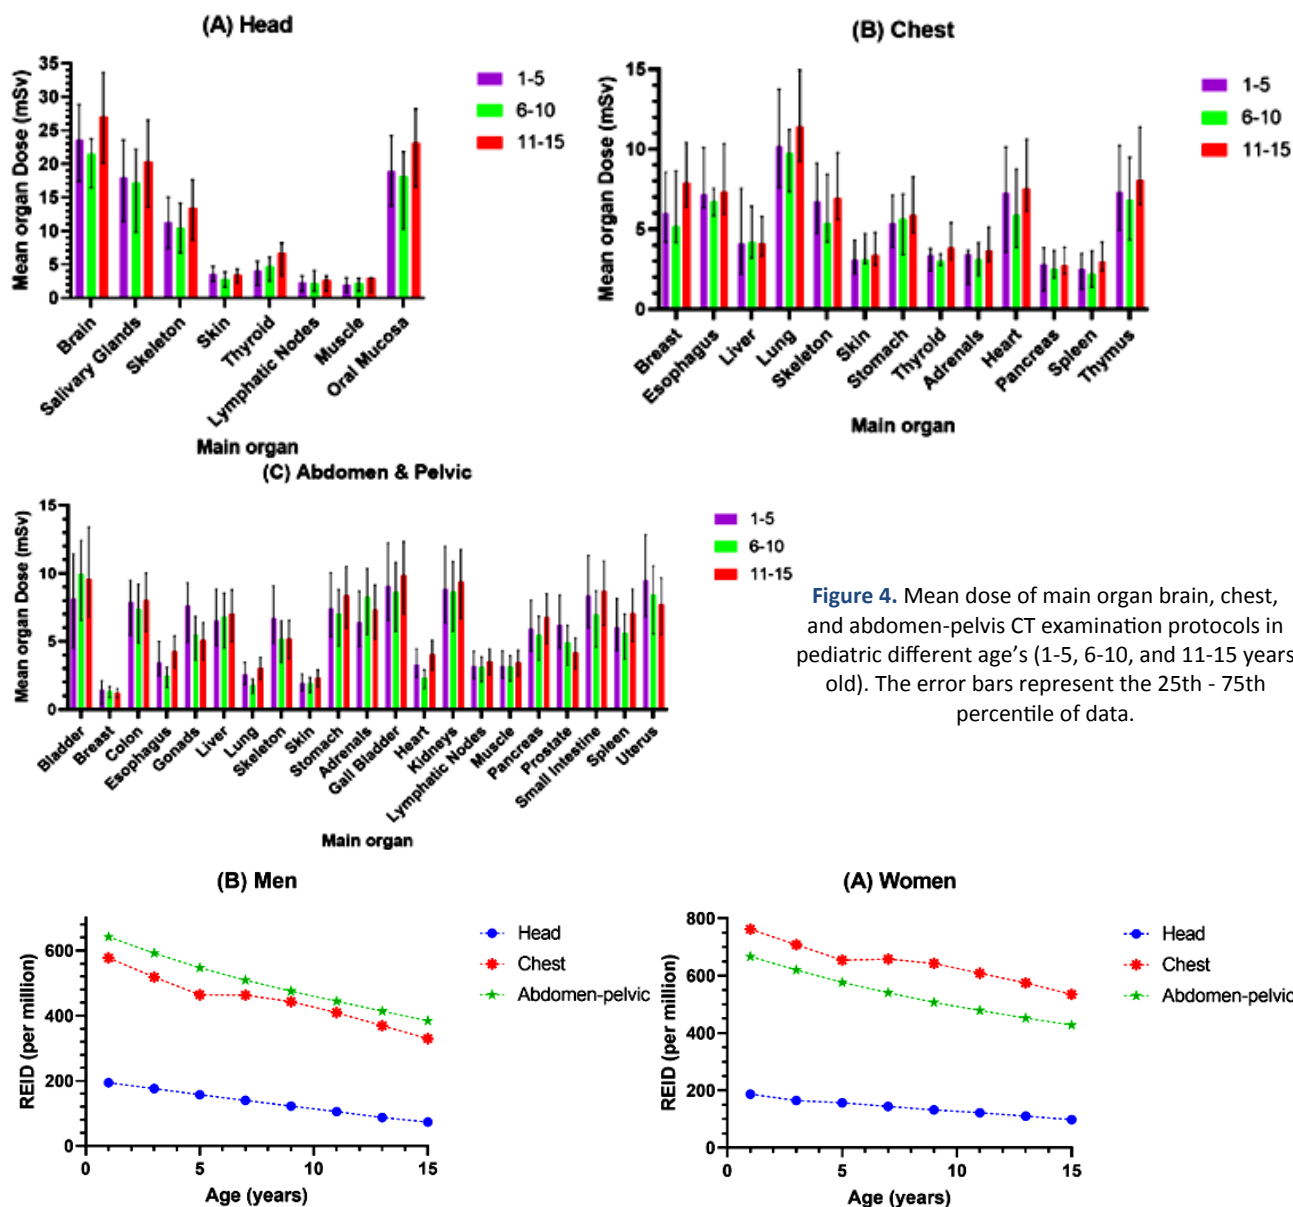 (A) Head
Mean organ Dose (mSv)
35
30
25
20
15
10
5
0
1-5
6-10
11-15
Brain
Salivary Glands
Skeleton
Skin
Thyroid
Lymphatic Nodes
Muscle
Oral Mucosa
Main organ
(B) Chest
Mean organ Dose (mSv)
15
10
5
0
1-5
6-10
11-15
Breast
Esophagus
Liver
Lung
Skeleton
Skin
Stomach
Thyroid
Adrenals
Heart
Pancreas
Spleen
Thymus
Main organ
(C) Abdomen & Pelvic
Mean organ Dose (mSv)
15
10
5
0
1-5
6-10
11-15
Bladder
Breast
Colon
Esophagus
Gonads
Liver
Lung
Skeleton
Skin
Stomach
Adrenals
Gall Bladder
Heart
Kidneys
Lymphatic Nodes
Muscle
Pancreas
Prostate
Small Intestine
Spleen
Uterus
Main organ
Figure 4. Mean dose of main organ brain, chest,
and abdomen-pelvis CT examination protocols in
pediatric different age's (1-5, 6-10, and 11-15 years
old). The error bars represent the 25th - 75th
percentile of data.
(B) Men
REID (per million)
600
400
200
0
0
5
10
15
Age (years)
Head
Chest
Abdomen-pelvic
(A) Women
REID (per million)
800
600
400
200
0
0
5
10
15
Age (years)
Head
Chest
Abdomen-pelvic